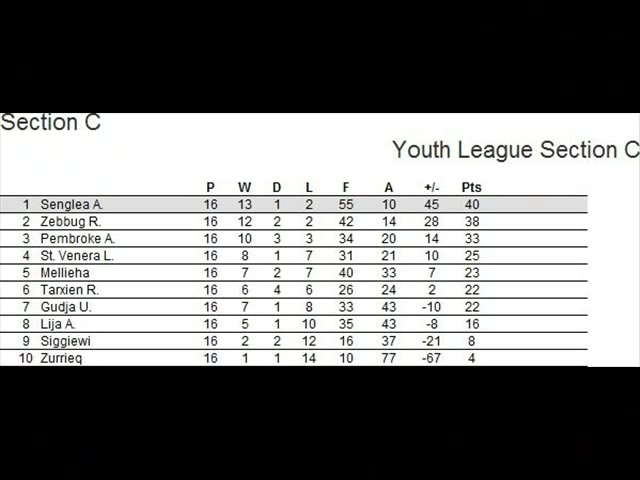 Section C
Youth League Section C
P W D L F A +/- Pts
1 Senglea A. 16 13 1 2 55 10 45 40
2 Zebbug R. 16 12 2 2 42 14 28 38
3 Pembroke A. 16 10 3 3 34 20 14 33
4 St. Venera L. 16 8 1 7 31 21 10 25
5 Mellieha 16 7 2 7 40 33 7 23
6 Tarxien R. 16 6 4 6 26 24 2 22
7 Gudja U. 16 7 1 8 33 43 -10 22
8 Lija A. 16 5 1 10 35 43 -8 16
9 Siggiewi 16 2 2 12 16 37 -21 8
10 Zurrieq 16 1 1 14 10 77 -67 4